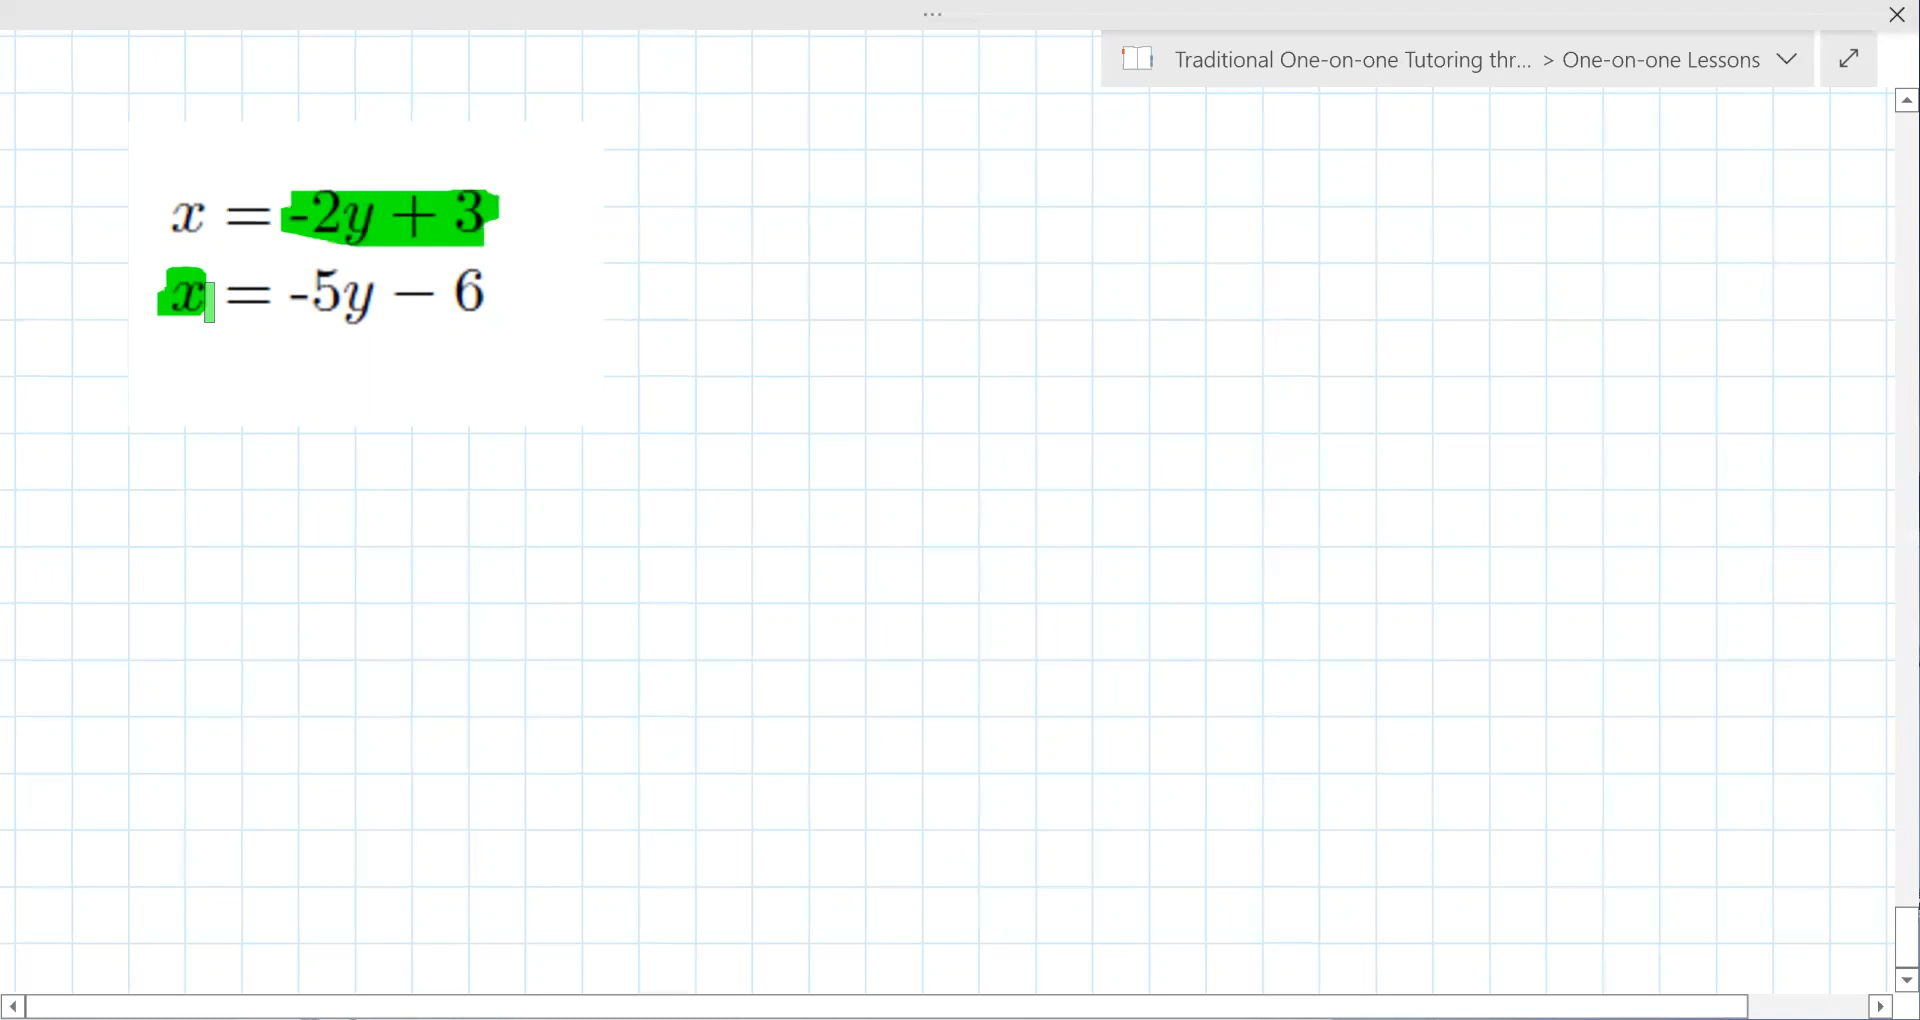 ...
Traditional One-on-one Tutoring thr... > One-on-one Lessons
x = -2y + 3
x = -5y − 6